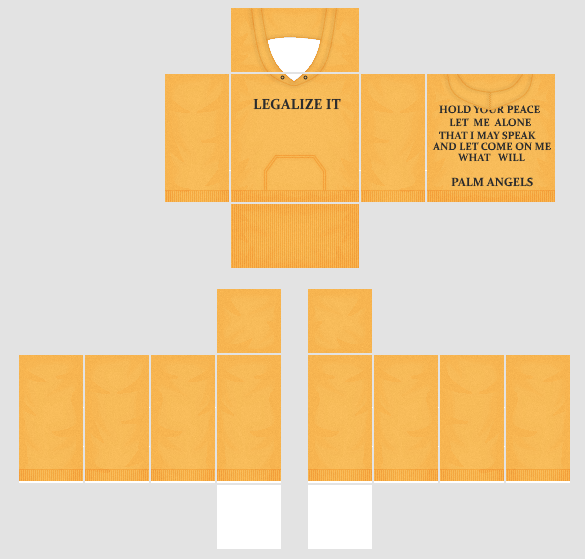 LEGALIZE IT
HOLD YOUR PEACE
LET ME ALONE
THAT I MAY SPEAK
AND LET COME ON ME
WHAT WILL
PALM ANGELS